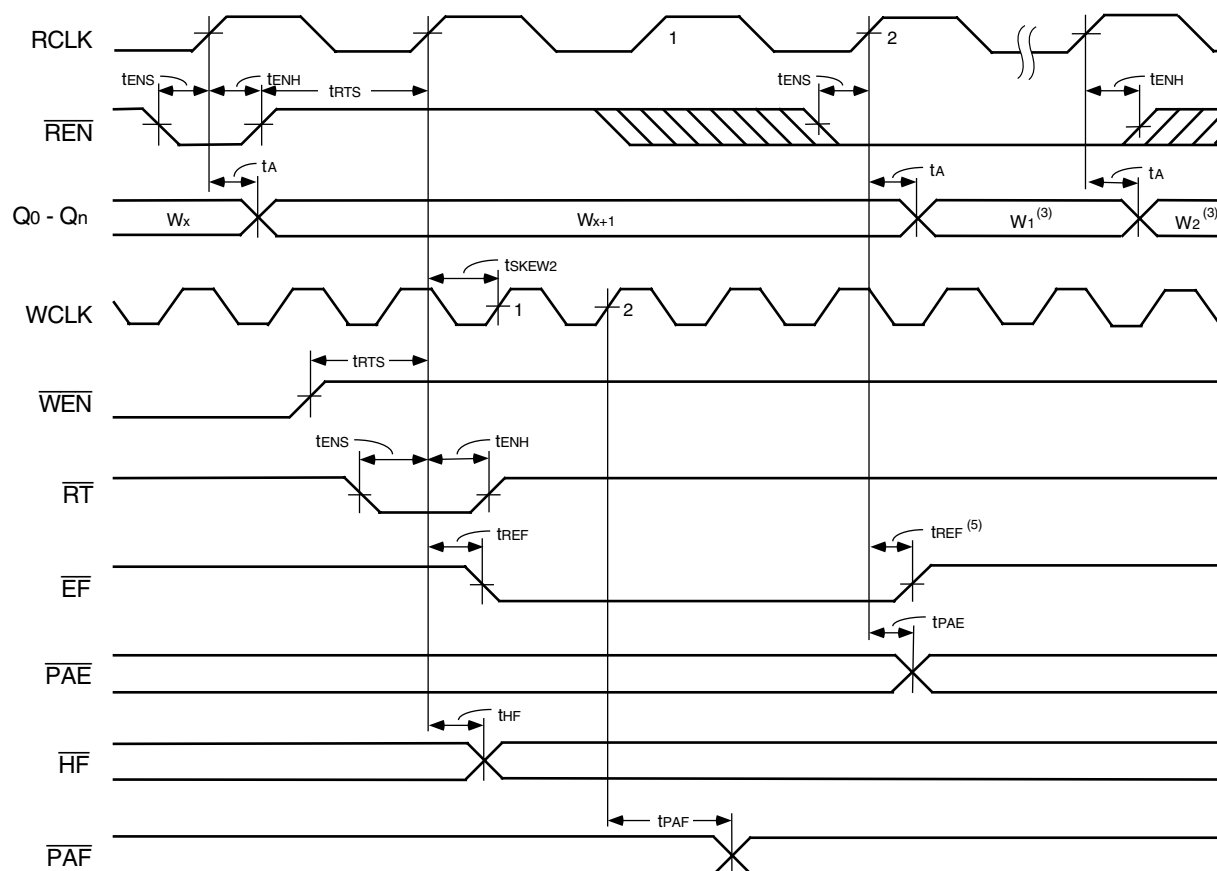 RCLK
1
2
tENS
tENH
tRTS
tENS
tENH
REN
tA
tA
tA
Q0 - Qn
Wx
Wx+1
W1(3)
W2(3)
tSKEW2
WCLK
1
2
tRTS
WEN
tENS
tENH
RT
tREF
tREF (5)
EF
tPAE
PAE
tHF
HF
tPAF
PAF